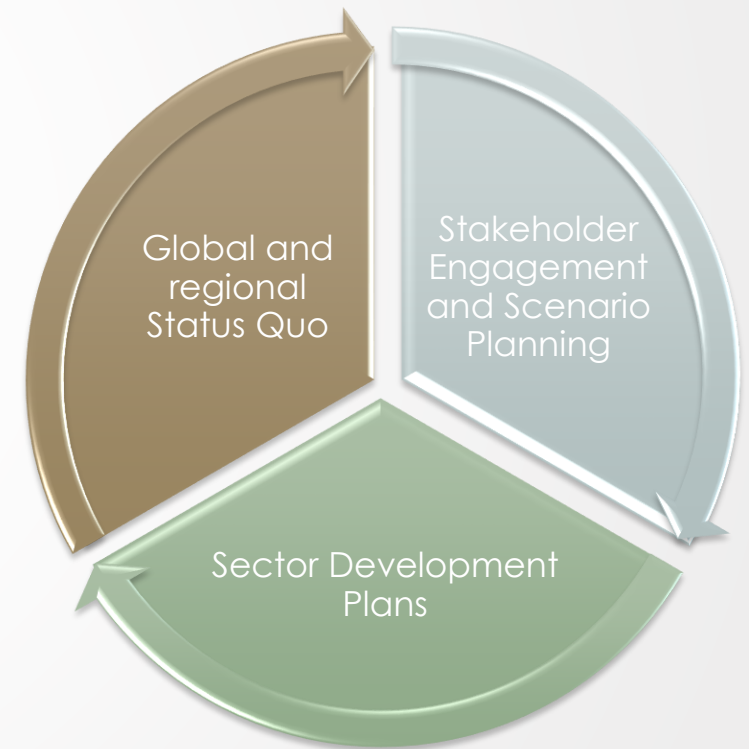 Global and
regional
Status Quo
Stakeholder
Engagement
and Scenario
Planning
Sector Development
Plans